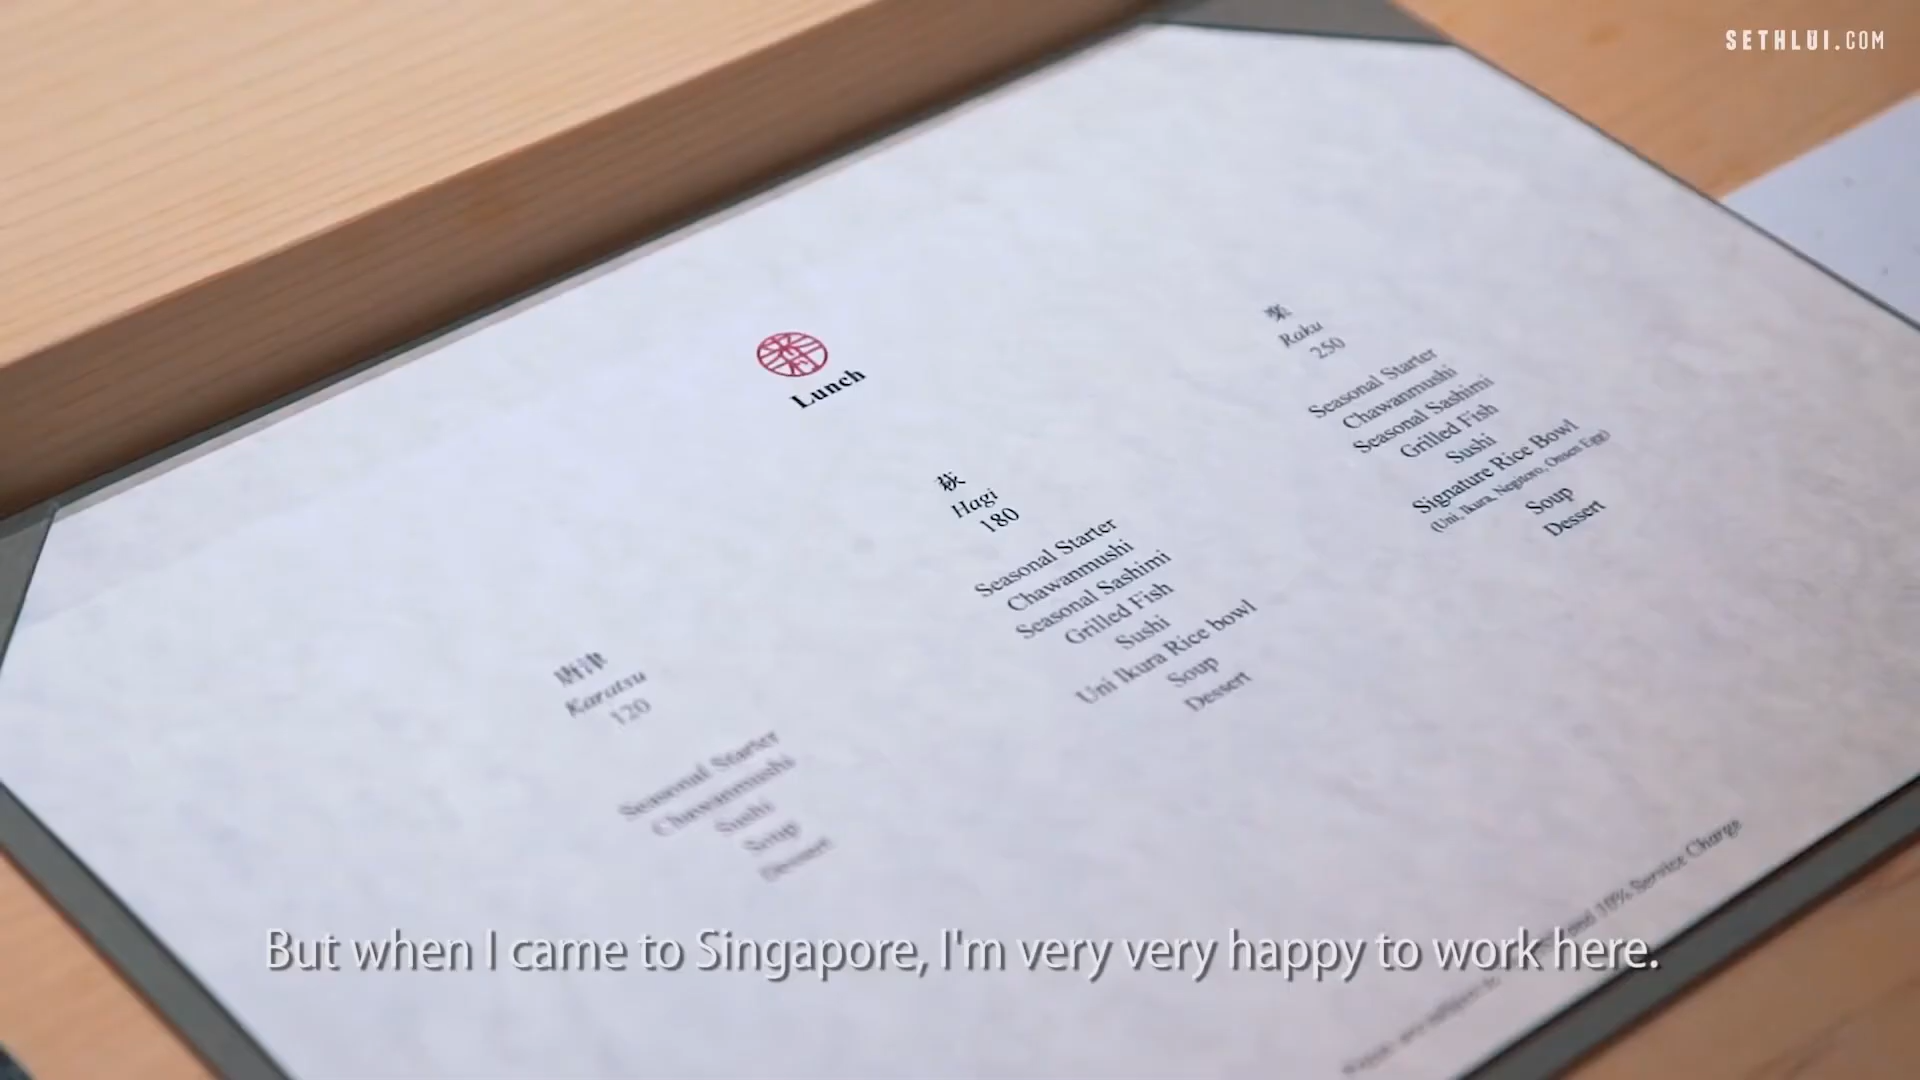 SETHLUI.COM
Lunch
唐津
Karatsu
120
Seasonal Starter
Chawanmushi
Sushi
Soup
Dessert
萩
Hagi
180
Seasonal Starter
Chawanmushi
Seasonal Sashimi
Grilled Fish
Sushi
Uni Ikura Rice bowl
Soup
Dessert
楽
Raku
250
Seasonal Starter
Chawanmushi
Seasonal Sashimi
Grilled Fish
Sushi
Signature Rice Bowl
(Uni, Ikura, Negitoro, Onsen Egg)
Soup
Dessert
and 10% Service Charge
But when I came to Singapore, I'm very very happy to work here.